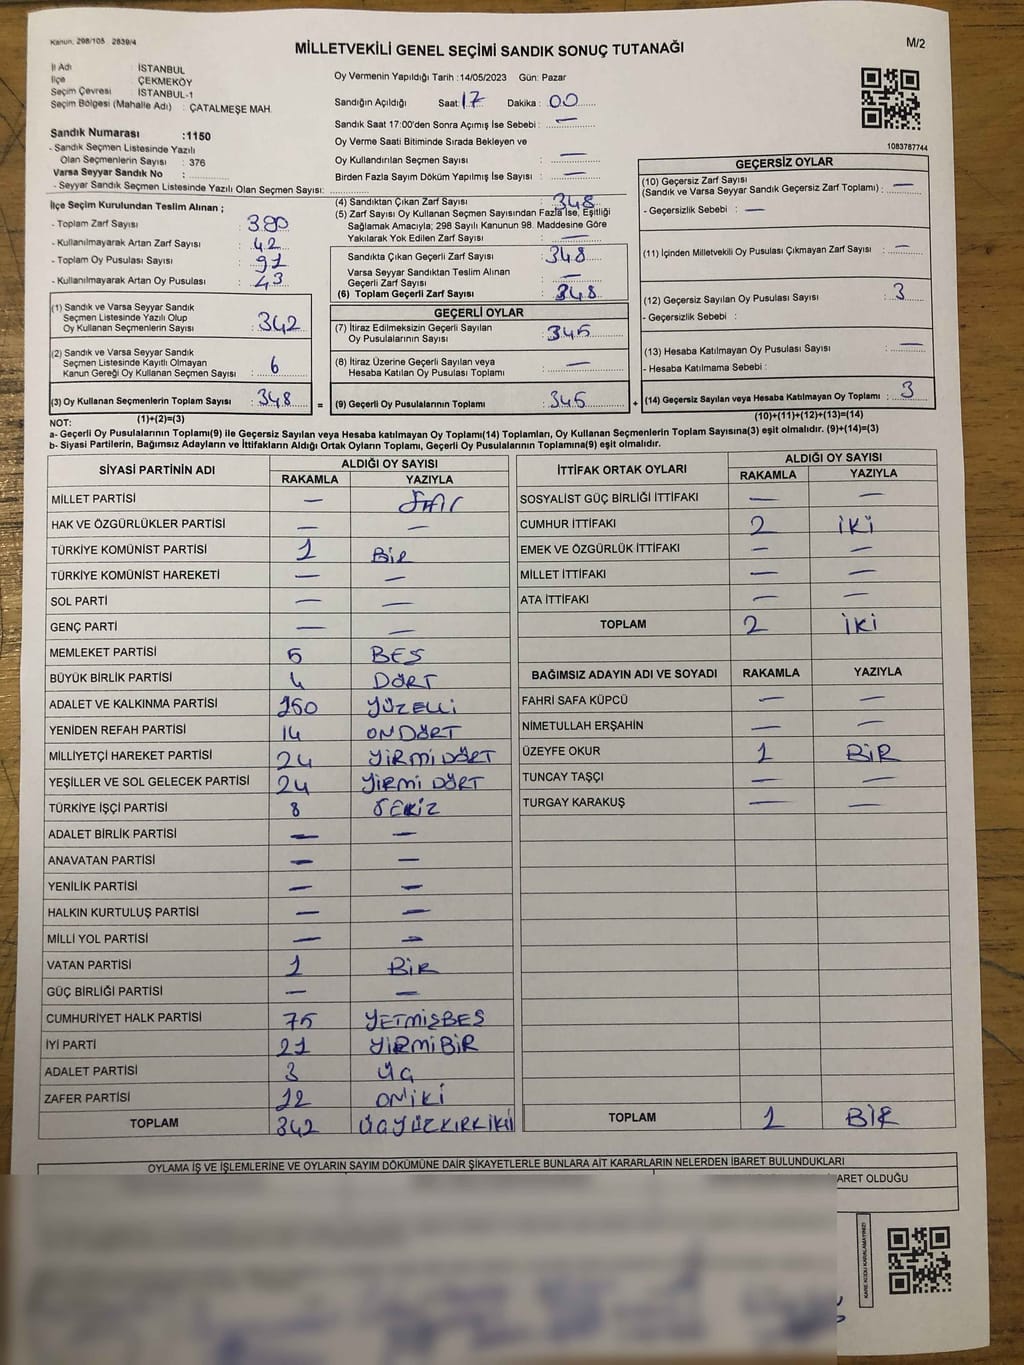 Kanun, 298/105 2839/4
MİLLETVEKİLİ GENEL SEÇİMİ SANDIK SONUÇ TUTANAĞI
M/2
İl Adı : İSTANBUL
İlçe : ÇEKMEKÖY
Seçim Çevresi : İSTANBUL-1
Seçim Bölgesi (Mahalle Adı) : ÇATALMEŞE MAH.
Sandık Numarası :1150
- Sandık Seçmen Listesinde Yazılı
Olan Seçmenlerin Sayısı : 376
Varsa Seyyar Sandık No :
- Seyyar Sandık Seçmen Listesinde Yazılı Olan Seçmen Sayısı:
Oy Vermenin Yapıldığı Tarih :14/05/2023 Gün: Pazar
Sandığın Açıldığı Saat: 17 Dakika : 00
Sandık Saat 17:00'den Sonra Açımış İse Sebebi : —
Oy Verme Saati Bitiminde Sırada Bekleyen ve
Oy Kullandırılan Seçmen Sayısı : —
Birden Fazla Sayım Döküm Yapılmış İse Sayısı : —
1083787744
İlçe Seçim Kurulundan Teslim Alınan ;
- Toplam Zarf Sayısı : 380
- Kullanılmayarak Artan Zarf Sayısı : 42
- Toplam Oy Pusulası Sayısı : 91
- Kullanılmayarak Artan Oy Pusulası : 43
(1) Sandık ve Varsa Seyyar Sandık
Seçmen Listesinde Yazılı Olup
Oy Kullanan Seçmenlerin Sayısı : 342
(2) Sandık ve Varsa Seyyar Sandık
Seçmen Listesinde Kayıtlı Olmayan
Kanun Gereği Oy Kullanan Seçmen Sayısı : 6
(3) Oy Kullanan Seçmenlerin Toplam Sayısı : 348 =
(4) Sandıktan Çıkan Zarf Sayısı : 348
(5) Zarf Sayısı Oy Kullanan Seçmen Sayısından Fazla İse, Eşitliği
Sağlamak Amacıyla; 298 Sayılı Kanunun 98. Maddesine Göre
Yakılarak Yok Edilen Zarf Sayısı : —
Sandıkta Çıkan Geçerli Zarf Sayısı : 348
Varsa Seyyar Sandıktan Teslim Alınan
Geçerli Zarf Sayısı : —
(6) Toplam Geçerli Zarf Sayısı : 348
GEÇERLİ OYLAR
(7) İtiraz Edilmeksizin Geçerli Sayılan
Oy Pusulalarının Sayısı : 345
(8) İtiraz Üzerine Geçerli Sayılan veya
Hesaba Katılan Oy Pusulası Toplamı : —
(9) Geçerli Oy Pusulalarının Toplamı : 345 +
GEÇERSİZ OYLAR
(10) Geçersiz Zarf Sayısı
(Sandık ve Varsa Seyyar Sandık Geçersiz Zarf Toplamı) : —
- Geçersizlik Sebebi : —
(11) İçinden Milletvekili Oy Pusulası Çıkmayan Zarf Sayısı : —
(12) Geçersiz Sayılan Oy Pusulası Sayısı : 3
- Geçersizlik Sebebi :
(13) Hesaba Katılmayan Oy Pusulası Sayısı : —
- Hesaba Katılmama Sebebi :
(14) Geçersiz Sayılan veya Hesaba Katılmayan Oy Toplamı : 3
NOT: (1)+(2)=(3) (10)+(11)+(12)+(13)=(14)
a- Geçerli Oy Pusulalarının Toplamı(9) ile Geçersiz Sayılan veya Hesaba katılmayan Oy Toplamı(14) Toplamları, Oy Kullanan Seçmenlerin Toplam Sayısına(3) eşit olmalıdır. (9)+(14)=(3)
b- Siyasi Partilerin, Bağımsız Adayların ve İttifakların Aldığı Ortak Oyların Toplamı, Geçerli Oy Pusulalarının Toplamına(9) eşit olmalıdır.
SİYASİ PARTİNİN ADI ALDIĞI OY SAYISI
RAKAMLA YAZIYLA
MİLLET PARTİSİ —
HAK VE ÖZGÜRLÜKLER PARTİSİ — —
TÜRKİYE KOMÜNİST PARTİSİ 1 BİR
TÜRKİYE KOMÜNİST HAREKETİ — —
SOL PARTİ — —
GENÇ PARTİ — —
MEMLEKET PARTİSİ 5 BEŞ
BÜYÜK BİRLİK PARTİSİ 4 DÖRT
ADALET VE KALKINMA PARTİSİ 150 YÜZELLİ
YENİDEN REFAH PARTİSİ 14 ONDÖRT
MİLLİYETÇİ HAREKET PARTİSİ 24 YİRMİ DÖRT
YEŞİLLER VE SOL GELECEK PARTİSİ 24 YİRMİ DÖRT
TÜRKİYE İŞÇİ PARTİSİ 8 SEKİZ
ADALET BİRLİK PARTİSİ — —
ANAVATAN PARTİSİ — —
YENİLİK PARTİSİ — —
HALKIN KURTULUŞ PARTİSİ — —
MİLLİ YOL PARTİSİ — —
VATAN PARTİSİ 1 BİR
GÜÇ BİRLİĞİ PARTİSİ — —
CUMHURİYET HALK PARTİSİ 75 YETMİŞBEŞ
İYİ PARTİ 21 YİRMİBİR
ADALET PARTİSİ 3 ÜÇ
ZAFER PARTİSİ 12 ONİKİ
TOPLAM 342 ÜÇYÜZKIRKİKİ
İTTİFAK ORTAK OYLARI ALDIĞI OY SAYISI
RAKAMLA YAZIYLA
SOSYALİST GÜÇ BİRLİĞİ İTTİFAKI — —
CUMHUR İTTİFAKI 2 İKİ
EMEK VE ÖZGÜRLÜK İTTİFAKI — —
MİLLET İTTİFAKI — —
ATA İTTİFAKI — —
TOPLAM 2 İKİ
BAĞIMSIZ ADAYIN ADI VE SOYADI RAKAMLA YAZIYLA
FAHRİ SAFA KÜPCÜ — —
NİMETULLAH ERŞAHİN — —
ÜZEYFE OKUR 1 BİR
TUNCAY TAŞÇI — —
TURGAY KARAKUŞ — —
TOPLAM 1 BİR
OYLAMA İŞ VE İŞLEMLERİNE VE OYLARIN SAYIM DÖKÜMÜNE DAİR ŞİKAYETLERLE BUNLARA AİT KARARLARIN NELERDEN İBARET BULUNDUKLARI
ARET OLDUĞU
KARE KODU KARALAMAYINIZ!